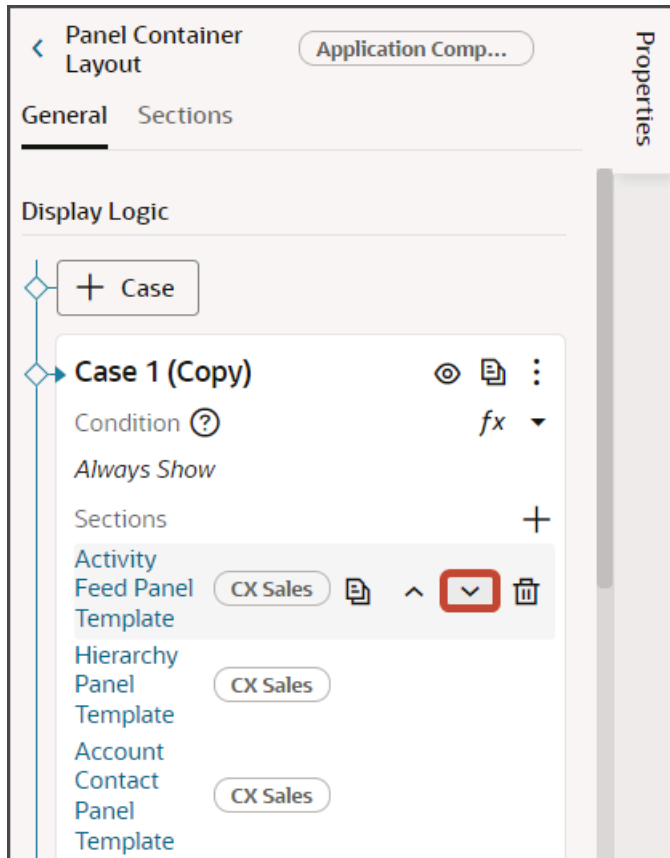 Panel Container
Layout
Application Comp...
Properties
General Sections
Display Logic
+ Case
Case 1 (Copy)
Condition ?
fx
Always Show
Sections
Activity
Feed Panel
Template
CX Sales
Hierarchy
Panel
Template
CX Sales
Account
Contact
Panel
Template
CX Sales